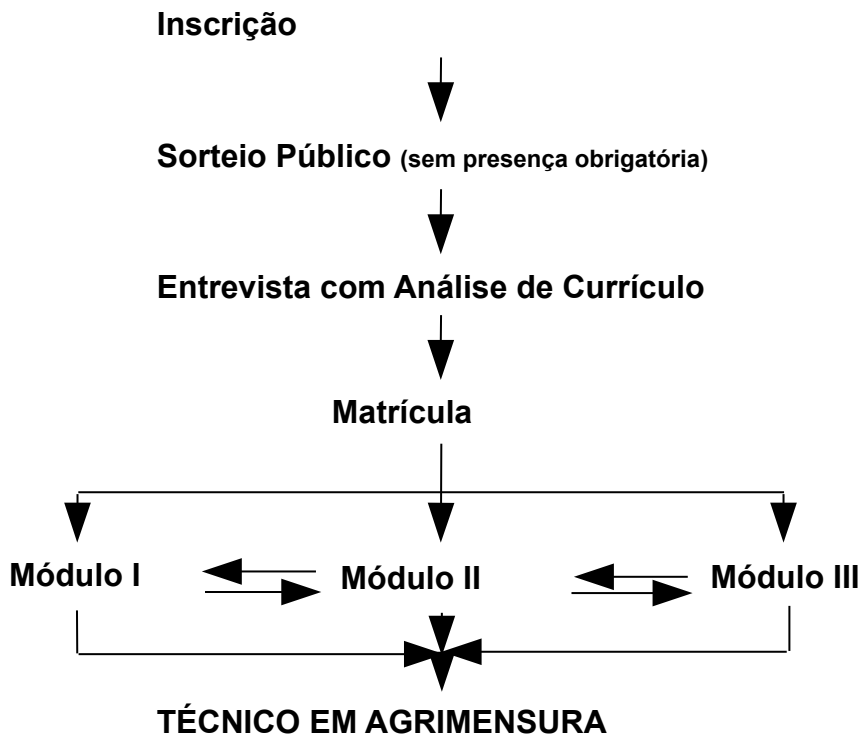 Inscrição
Sorteio Público (sem presença obrigatória)
Entrevista com Análise de Currículo
Matrícula
Módulo I
Módulo II
Módulo III
TÉCNICO EM AGRIMENSURA